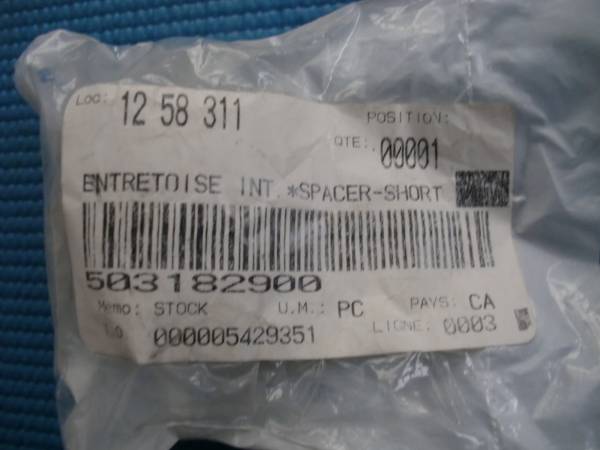 LOC: 12 58 311
POSITION:
QTE: 00001
ENTRETOISE INT.*SPACER-SHORT
503182900
Memo: STOCK U.M.: PC PAYS: CA
000005429351 LIGNE: 0003